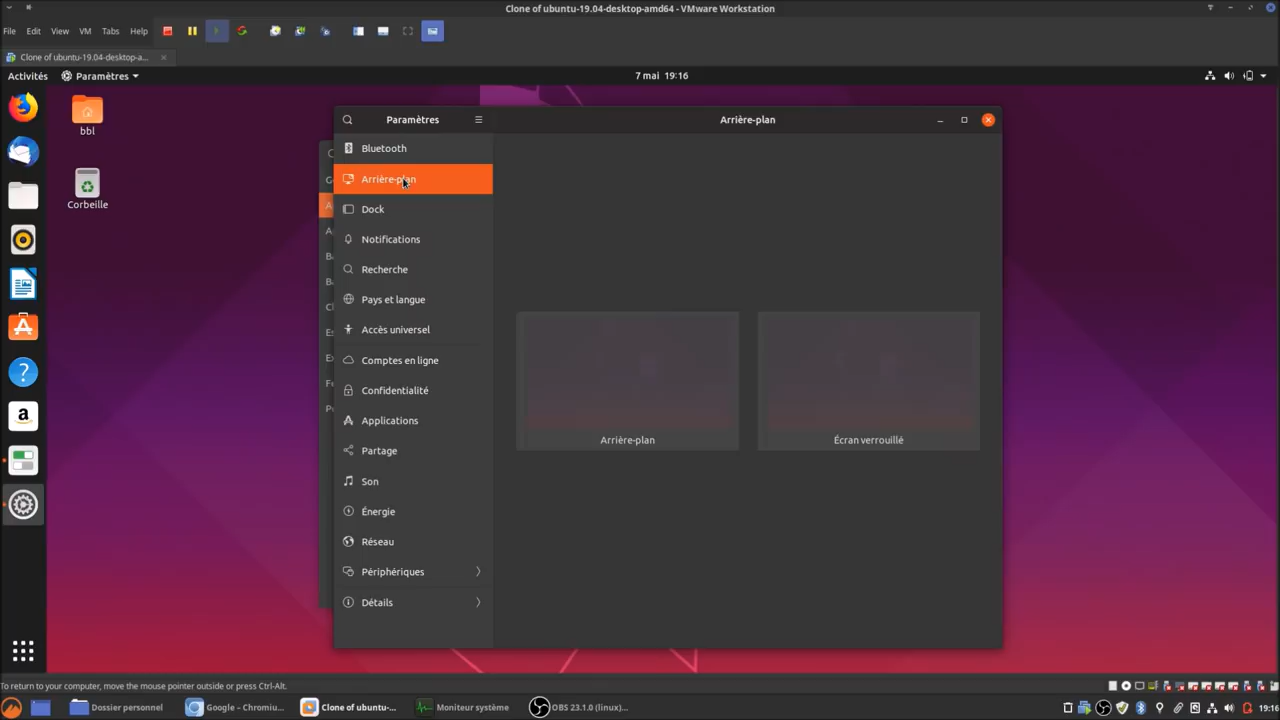 Clone of ubuntu-19.04-desktop-amd64 - VMware Workstation
File Edit View VM Tabs Help
Clone of ubuntu-19.04-desktop-a...
Activités Paramètres 7 mai 19:16
bbl
Corbeille
Paramètres Arrière-plan
Bluetooth
Arrière-plan
Dock
Notifications
Recherche
Pays et langue
Accès universel
Comptes en ligne
Confidentialité
Applications
Partage
Son
Énergie
Réseau
Périphériques
Détails
Arrière-plan Écran verrouillé
To return to your computer, move the mouse pointer outside or press Ctrl-Alt.
Dossier personnel Google – Chromiu... Clone of ubuntu-... Moniteur système OBS 23.1.0 (linux)... 19:16